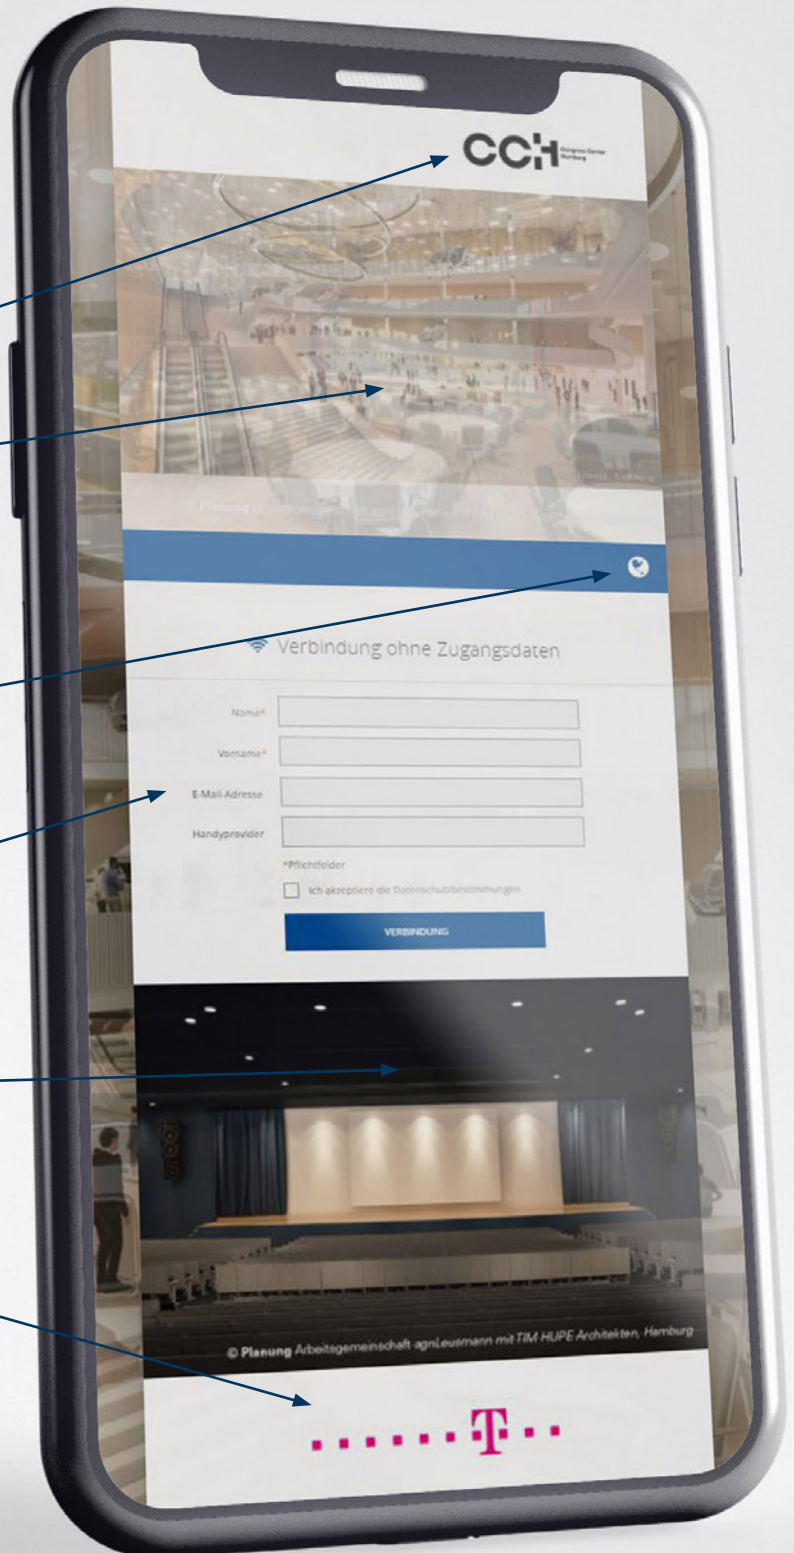 CCH Congress Center
Hamburg
Verbindung ohne Zugangsdaten
Name*
Vorname*
E-Mail-Adresse
Handyprovider
*Pflichtfelder
Ich akzeptiere die Datenschutzbestimmungen
VERBINDUNG
© Planung Arbeitsgemeinschaft agnLeusmann mit TIM HUPE Architekten, Hamburg
T